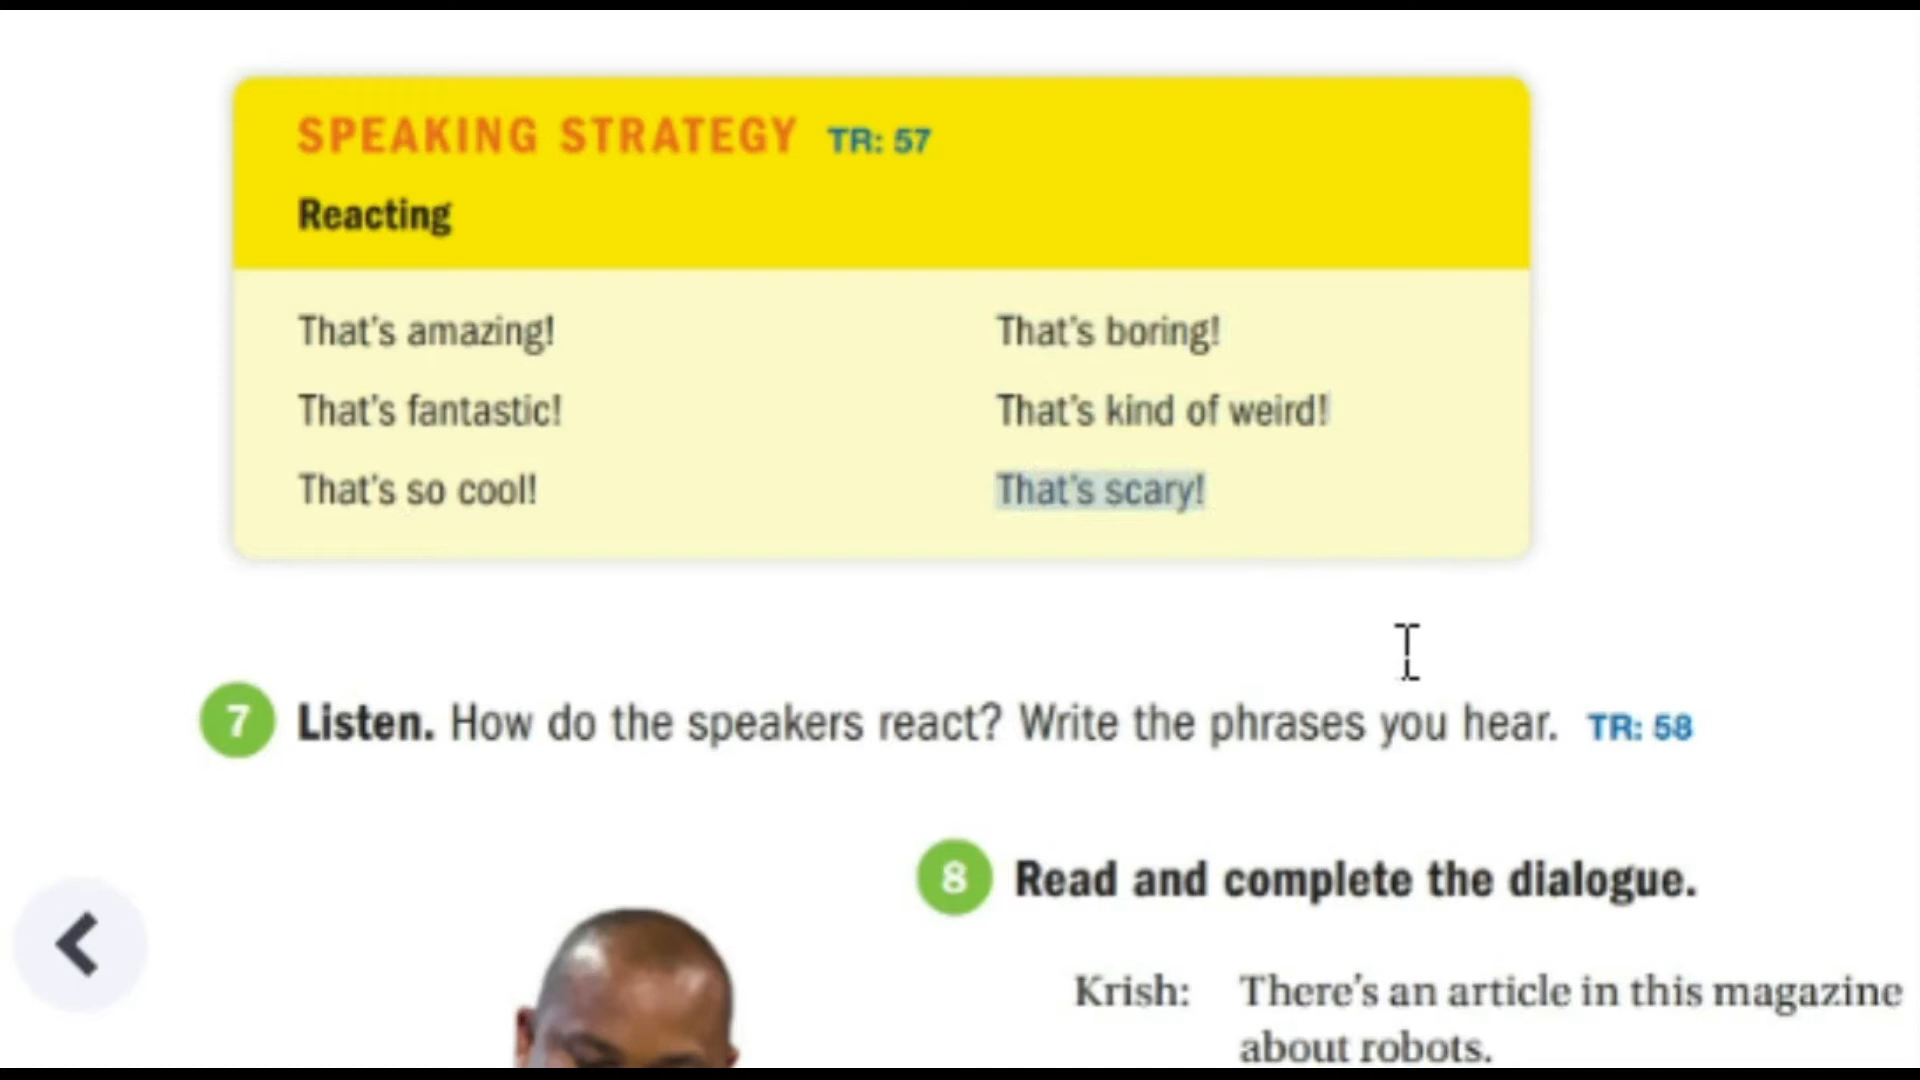 SPEAKING STRATEGY TR: 57
Reacting
That's amazing!
That's boring!
That's fantastic!
That's kind of weird!
That's so cool!
That's scary!
7 Listen. How do the speakers react? Write the phrases you hear. TR: 58
8 Read and complete the dialogue.
Krish: There's an article in this magazine
about robots.